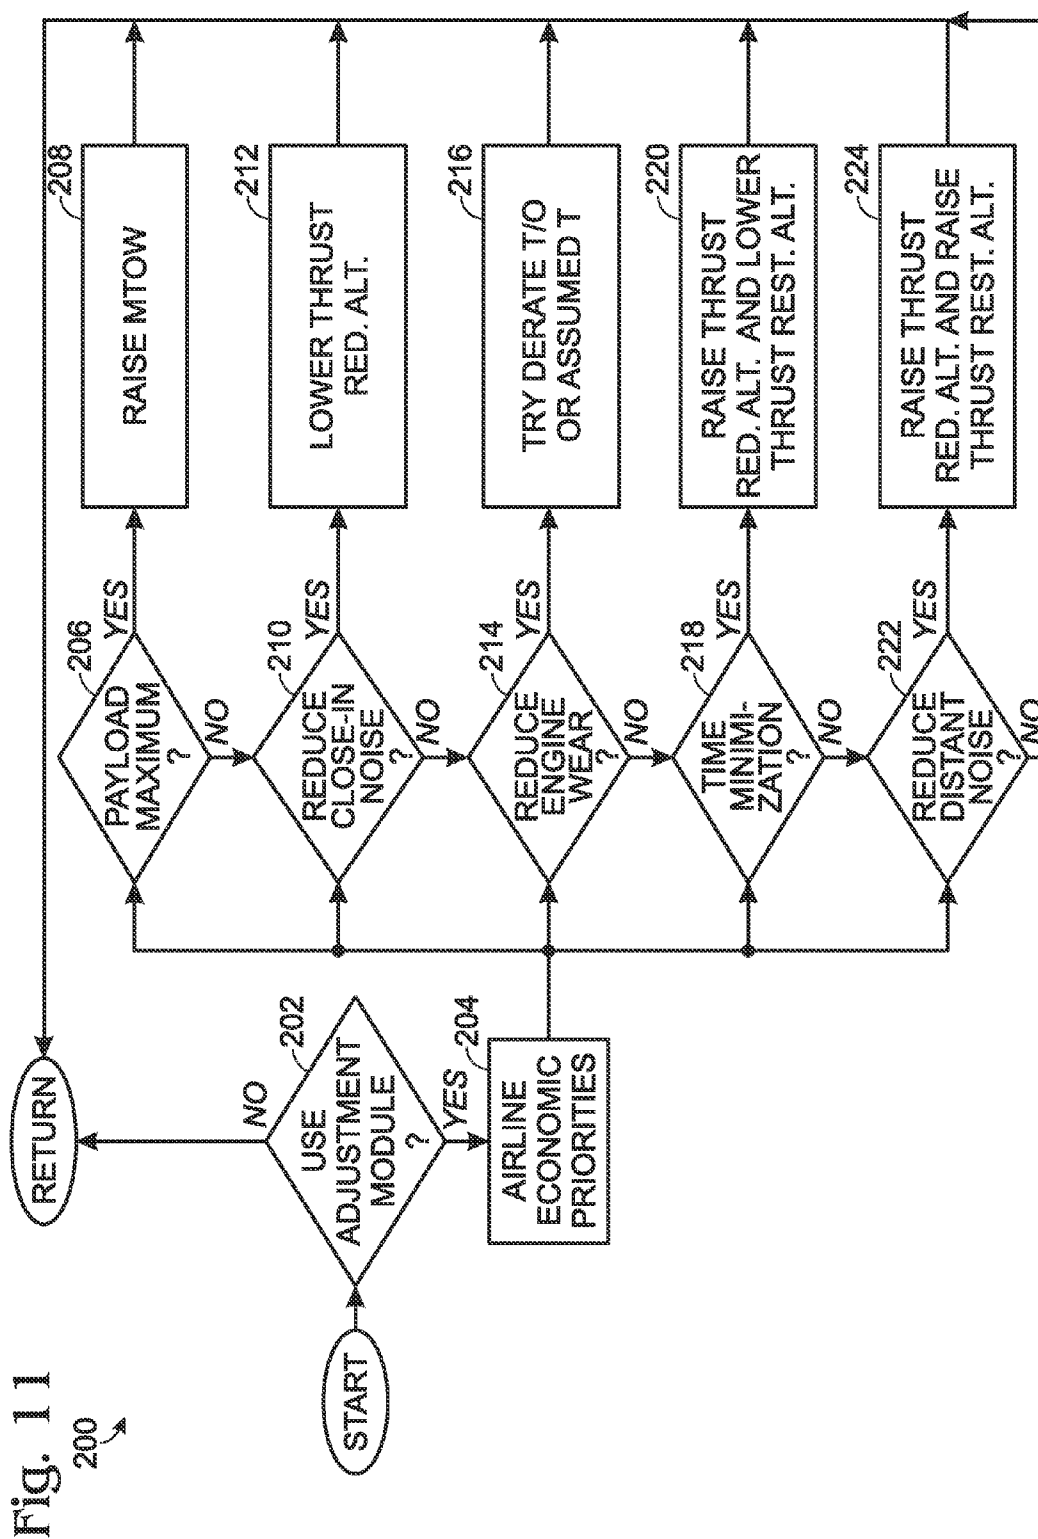 Fig. 11
200
START
USE
ADJUSTMENT
MODULE
?
202
NO
YES
RETURN
AIRLINE
ECONOMIC
PRIORITIES
204
PAYLOAD
MAXIMUM
?
206
YES
NO
RAISE MTOW
208
REDUCE
CLOSE-IN
NOISE
?
210
YES
NO
LOWER THRUST
RED. ALT.
212
REDUCE
ENGINE
WEAR
?
214
YES
NO
TRY DERATE T/O
OR ASSUMED T
216
TIME
MINIMI-
ZATION
?
218
YES
NO
RAISE THRUST
RED. ALT. AND LOWER
THRUST REST. ALT.
220
REDUCE
DISTANT
NOISE
?
222
YES
NO
RAISE THRUST
RED. ALT. AND RAISE
THRUST REST. ALT.
224